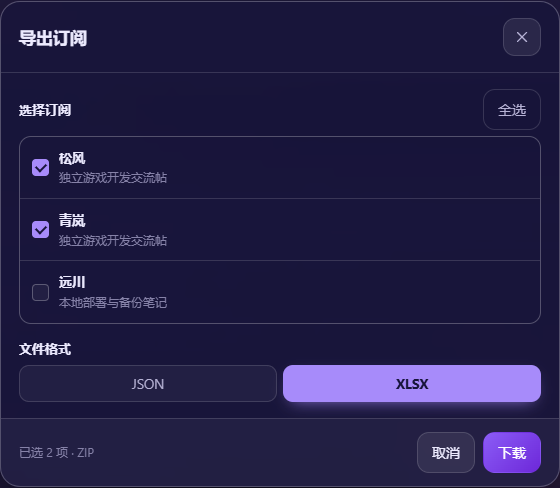 导出订阅
选择订阅
全选
松风
独立游戏开发交流帖
青岚
独立游戏开发交流帖
远川
本地部署与备份笔记
文件格式
JSON
XLSX
已选 2 项 · ZIP
取消
下载